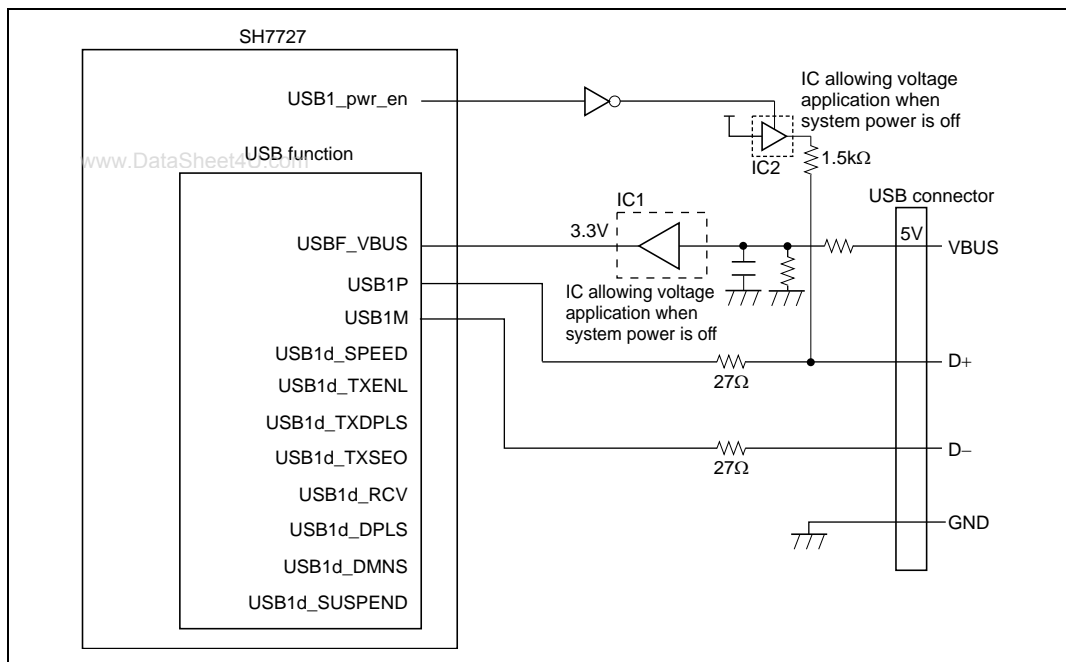 SH7727
USB1_pwr_en
IC allowing voltage
application when
system power is off
IC2
1.5kΩ
www.DataSheet4U.com
USB function
USB connector
IC1
3.3V
5V
VBUS
USBF_VBUS
IC allowing voltage
application when
system power is off
USB1P
USB1M
USB1d_SPEED
USB1d_TXENL
USB1d_TXDPLS
USB1d_TXSEO
USB1d_RCV
USB1d_DPLS
USB1d_DMNS
USB1d_SUSPEND
27Ω
D+
27Ω
D−
GND